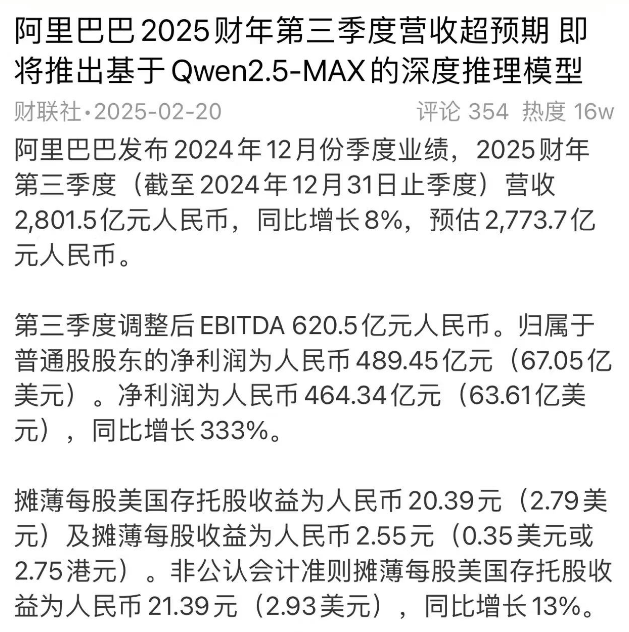 阿里巴巴2025财年第三季度营收超预期 即
将推出基于Qwen2.5-MAX的深度推理模型
财联社·2025-02-20 评论 354 热度 16w
阿里巴巴发布2024年12月份季度业绩，2025财年
第三季度（截至2024年12月31日止季度）营收
2,801.5亿元人民币，同比增长8%，预估2,773.7亿
元人民币。
第三季度调整后EBITDA 620.5亿元人民币。归属于
普通股股东的净利润为人民币489.45亿元（67.05亿
美元）。净利润为人民币464.34亿元（63.61亿美
元），同比增长333%。
摊薄每股美国存托股收益为人民币20.39元（2.79美
元）及摊薄每股收益为人民币2.55元（0.35美元或
2.75港元）。非公认会计准则摊薄每股美国存托股收
益为人民币21.39元（2.93美元），同比增长13%。